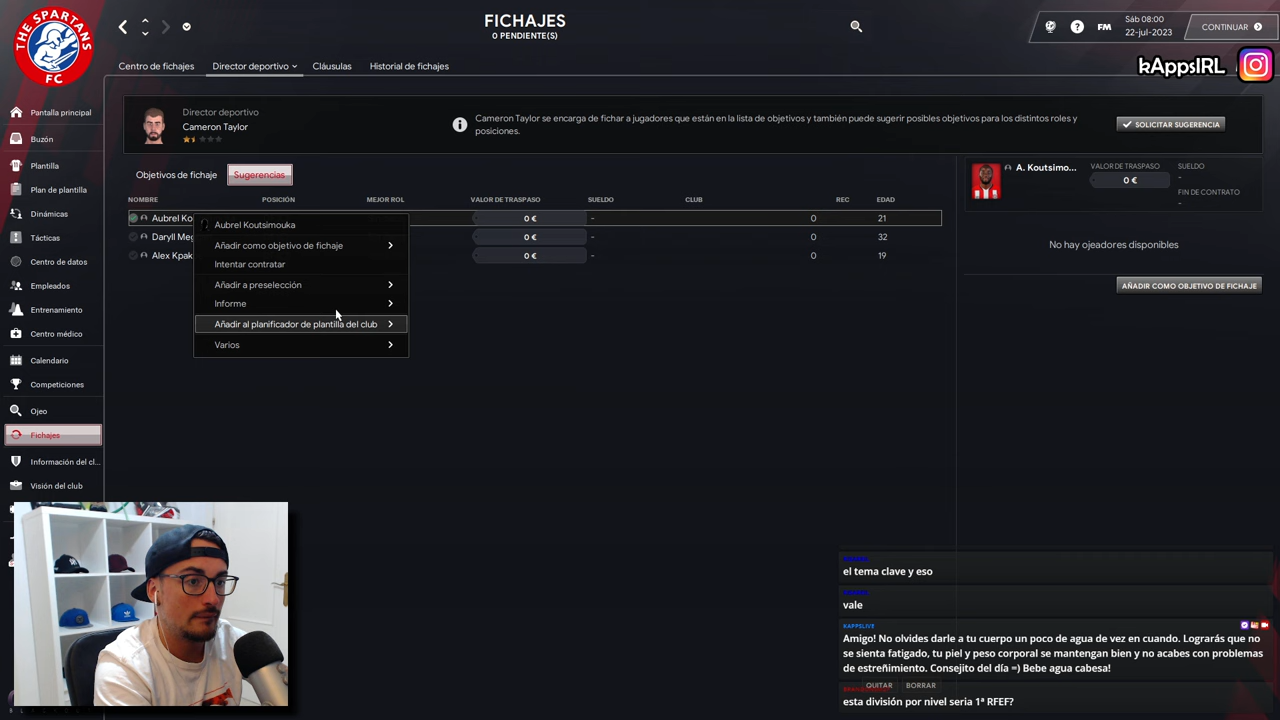 THE SPARTANS
FC
FICHAJES
0 PENDIENTE(S)
FM
Sáb 08:00
22-jul-2023
CONTINUAR
kAppsIRL
Centro de fichajes
Director deportivo
Cláusulas
Historial de fichajes
Pantalla principal
Buzón
Plantilla
Plan de plantilla
Dinámicas
Tácticas
Centro de datos
Empleados
Entrenamiento
Centro médico
Calendario
Competiciones
Ojeo
Fichajes
Información del cl...
Visión del club
Director deportivo
Cameron Taylor
Cameron Taylor se encarga de fichar a jugadores que están en la lista de objetivos y también puede sugerir posibles objetivos para los distintos roles y
posiciones.
SOLICITAR SUGERENCIA
Objetivos de fichaje
Sugerencias
NOMBRE POSICIÓN MEJOR ROL VALOR DE TRASPASO SUELDO CLUB REC EDAD
Aubrel Ko 0 € - 0 21
Daryll Meg 0 € - 0 32
Alex Kpak 0 € - 0 19
Aubrel Koutsimouka
Añadir como objetivo de fichaje
Intentar contratar
Añadir a preselección
Informe
Añadir al planificador de plantilla del club
Varios
A. Koutsimo...
VALOR DE TRASPASO
0 €
SUELDO
-
FIN DE CONTRATO
-
No hay ojeadores disponibles
AÑADIR COMO OBJETIVO DE FICHAJE
el tema clave y eso
vale
KAPPSLIVE
Amigo! No olvides darle a tu cuerpo un poco de agua de vez en cuando. Lograrás que no
se sienta fatigado, tu piel y peso corporal se mantengan bien y no acabes con problemas
de estreñimiento. Consejito del día =) Bebe agua cabesa!
QUITAR BORRAR
esta división por nivel seria 1ª RFEF?